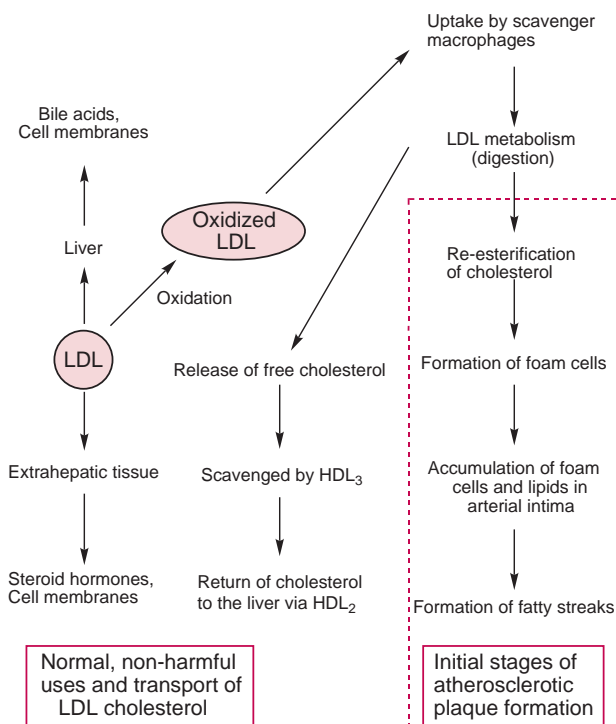 Uptake by scavenger
macrophages
Bile acids,
Cell membranes
LDL metabolism
(digestion)
Oxidized
LDL
Liver
Re-esterification
of cholesterol
Oxidation
LDL
Release of free cholesterol
Formation of foam cells
Extrahepatic tissue
Scavenged by HDL₃
Accumulation of foam
cells and lipids in
arterial intima
Steroid hormones,
Cell membranes
Return of cholesterol
to the liver via HDL₂
Formation of fatty streaks
Normal, non-harmful
uses and transport of
LDL cholesterol
Initial stages of
atherosclerotic
plaque formation